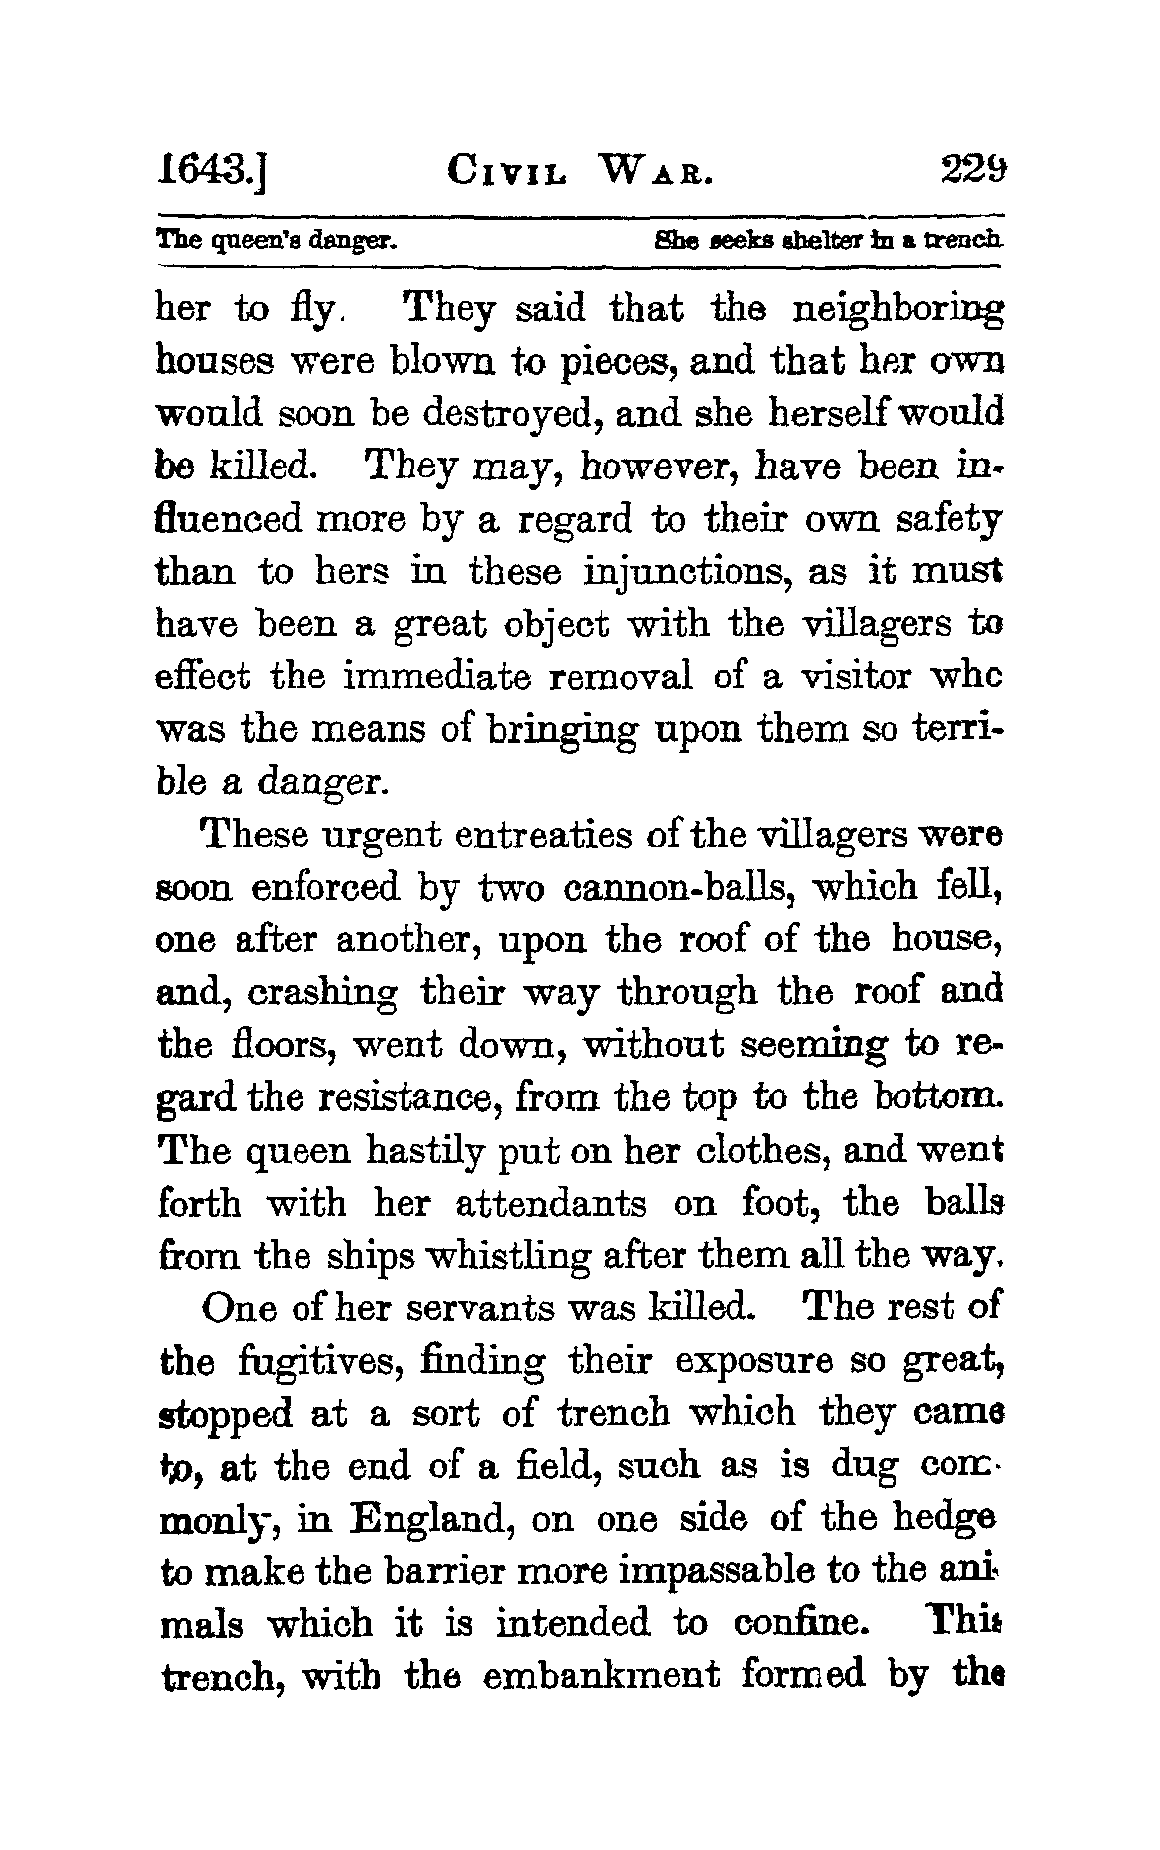 1643.] CIVIL WAR. 229
The queen's danger. She seeks shelter in a trench.
her to fly. They said that the neighboring
houses were blown to pieces, and that her own
would soon be destroyed, and she herself would
be killed. They may, however, have been in-
fluenced more by a regard to their own safety
than to hers in these injunctions, as it must
have been a great object with the villagers to
effect the immediate removal of a visitor who
was the means of bringing upon them so terri-
ble a danger.
These urgent entreaties of the villagers were
soon enforced by two cannon-balls, which fell,
one after another, upon the roof of the house,
and, crashing their way through the roof and
the floors, went down, without seeming to re-
gard the resistance, from the top to the bottom.
The queen hastily put on her clothes, and went
forth with her attendants on foot, the balls
from the ships whistling after them all the way.
One of her servants was killed. The rest of
the fugitives, finding their exposure so great,
stopped at a sort of trench which they came
to, at the end of a field, such as is dug com-
monly, in England, on one side of the hedge
to make the barrier more impassable to the ani-
mals which it is intended to confine. This
trench, with the embankment formed by the